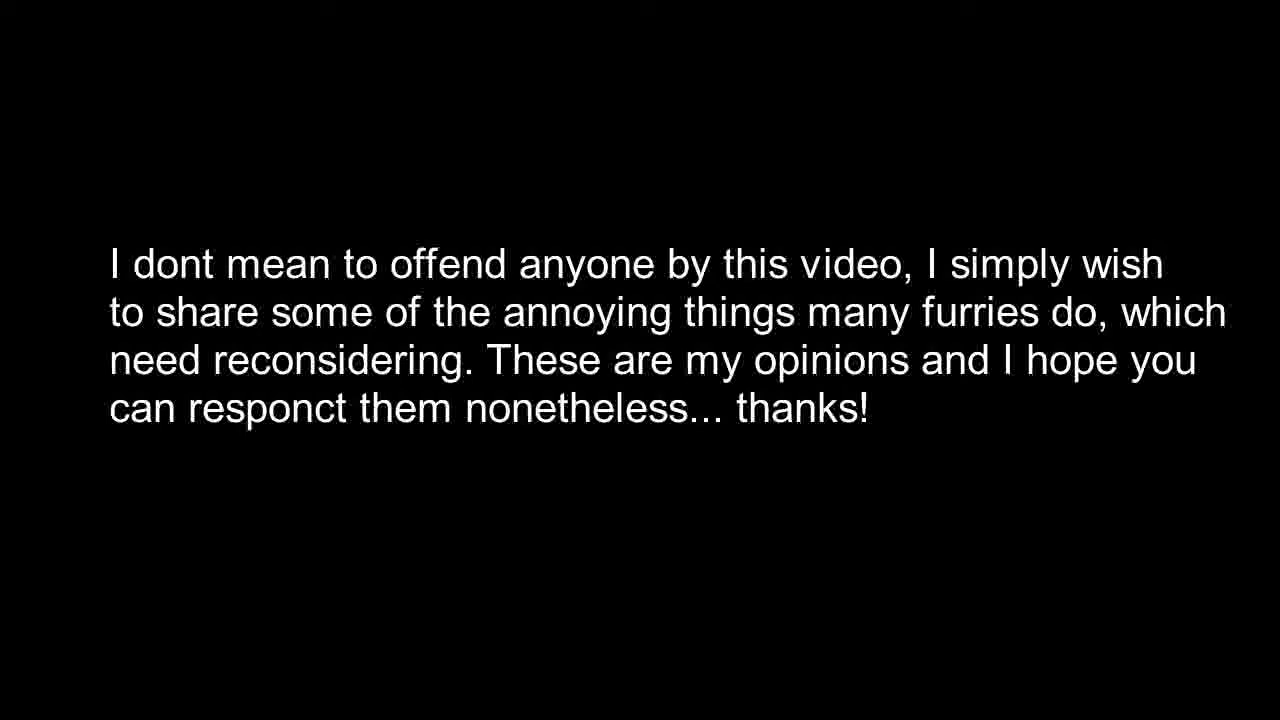 I dont mean to offend anyone by this video, I simply wish
to share some of the annoying things many furries do, which
need reconsidering. These are my opinions and I hope you
can responct them nonetheless... thanks!